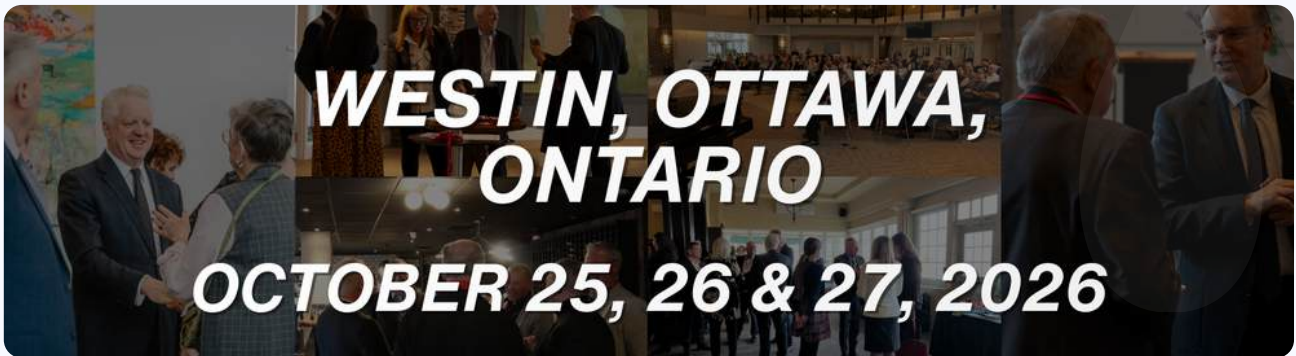 WESTIN, OTTAWA,
ONTARIO
OCTOBER 25, 26 & 27, 2026